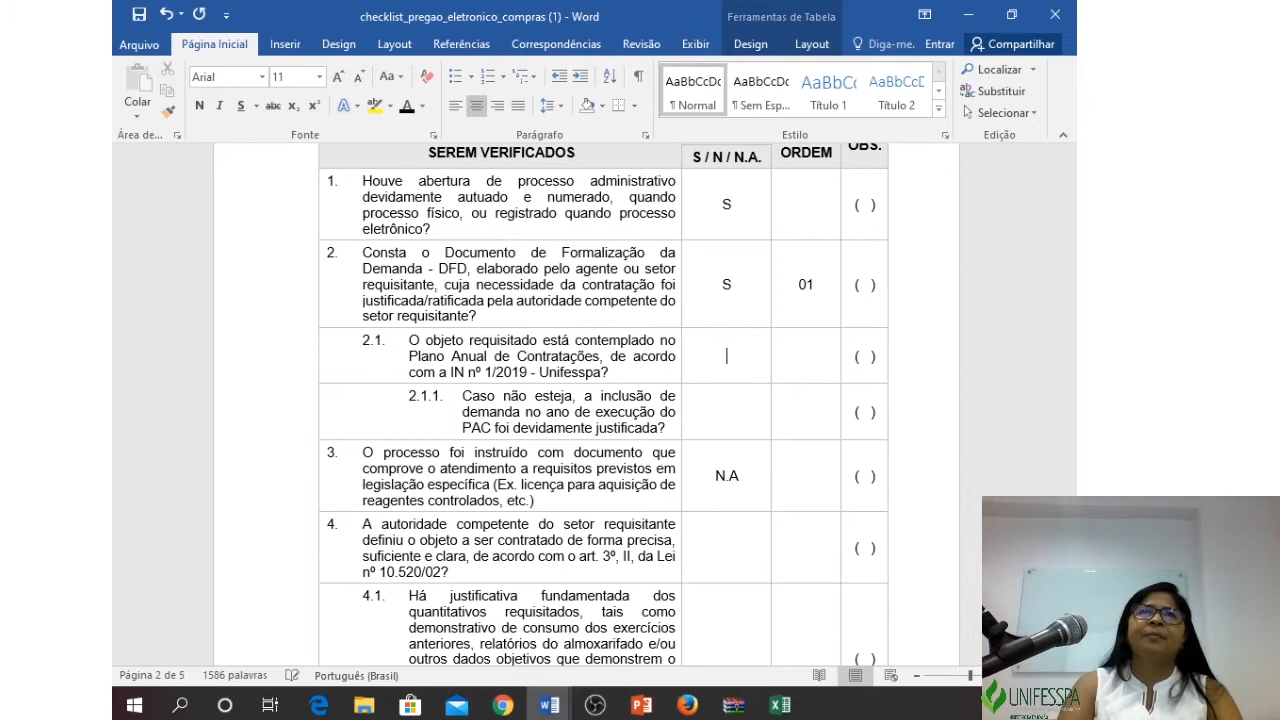 checklist_pregao_eletronico_compras (1) - Word
Ferramentas de Tabela
Arquivo Página Inicial Inserir Design Layout Referências Correspondências Revisão Exibir Design Layout Diga-me. Entrar Compartilhar
Colar
Arial 11
Aa
N I S abc x₂ x²
A
AaBbCcDc AaBbCcDc AaBbCc AaBbCcD
¶ Normal ¶ Sem Esp... Título 1 Título 2
Localizar
Substituir
Selecionar
Área de... Fonte Parágrafo Estilo Edição
SEREM VERIFICADOS S / N / N.A. ORDEM OBS.
1. Houve abertura de processo administrativo
devidamente autuado e numerado, quando
processo físico, ou registrado quando processo
eletrônico?
S ( )
2. Consta o Documento de Formalização da
Demanda - DFD, elaborado pelo agente ou setor
requisitante, cuja necessidade da contratação foi
justificada/ratificada pela autoridade competente do
setor requisitante?
S 01 ( )
2.1. O objeto requisitado está contemplado no
Plano Anual de Contratações, de acordo
com a IN nº 1/2019 - Unifesspa?
( )
2.1.1. Caso não esteja, a inclusão de
demanda no ano de execução do
PAC foi devidamente justificada?
( )
3. O processo foi instruído com documento que
comprove o atendimento a requisitos previstos em
legislação específica (Ex. licença para aquisição de
reagentes controlados, etc.)
N.A ( )
4. A autoridade competente do setor requisitante
definiu o objeto a ser contratado de forma precisa,
suficiente e clara, de acordo com o art. 3º, II, da Lei
nº 10.520/02?
( )
4.1. Há justificativa fundamentada dos
quantitativos requisitados, tais como
demonstrativo de consumo dos exercícios
anteriores, relatórios do almoxarifado e/ou
outros dados objetivos que demonstrem o
( )
Página 2 de 5 1586 palavras Português (Brasil)
UNIFESSPA